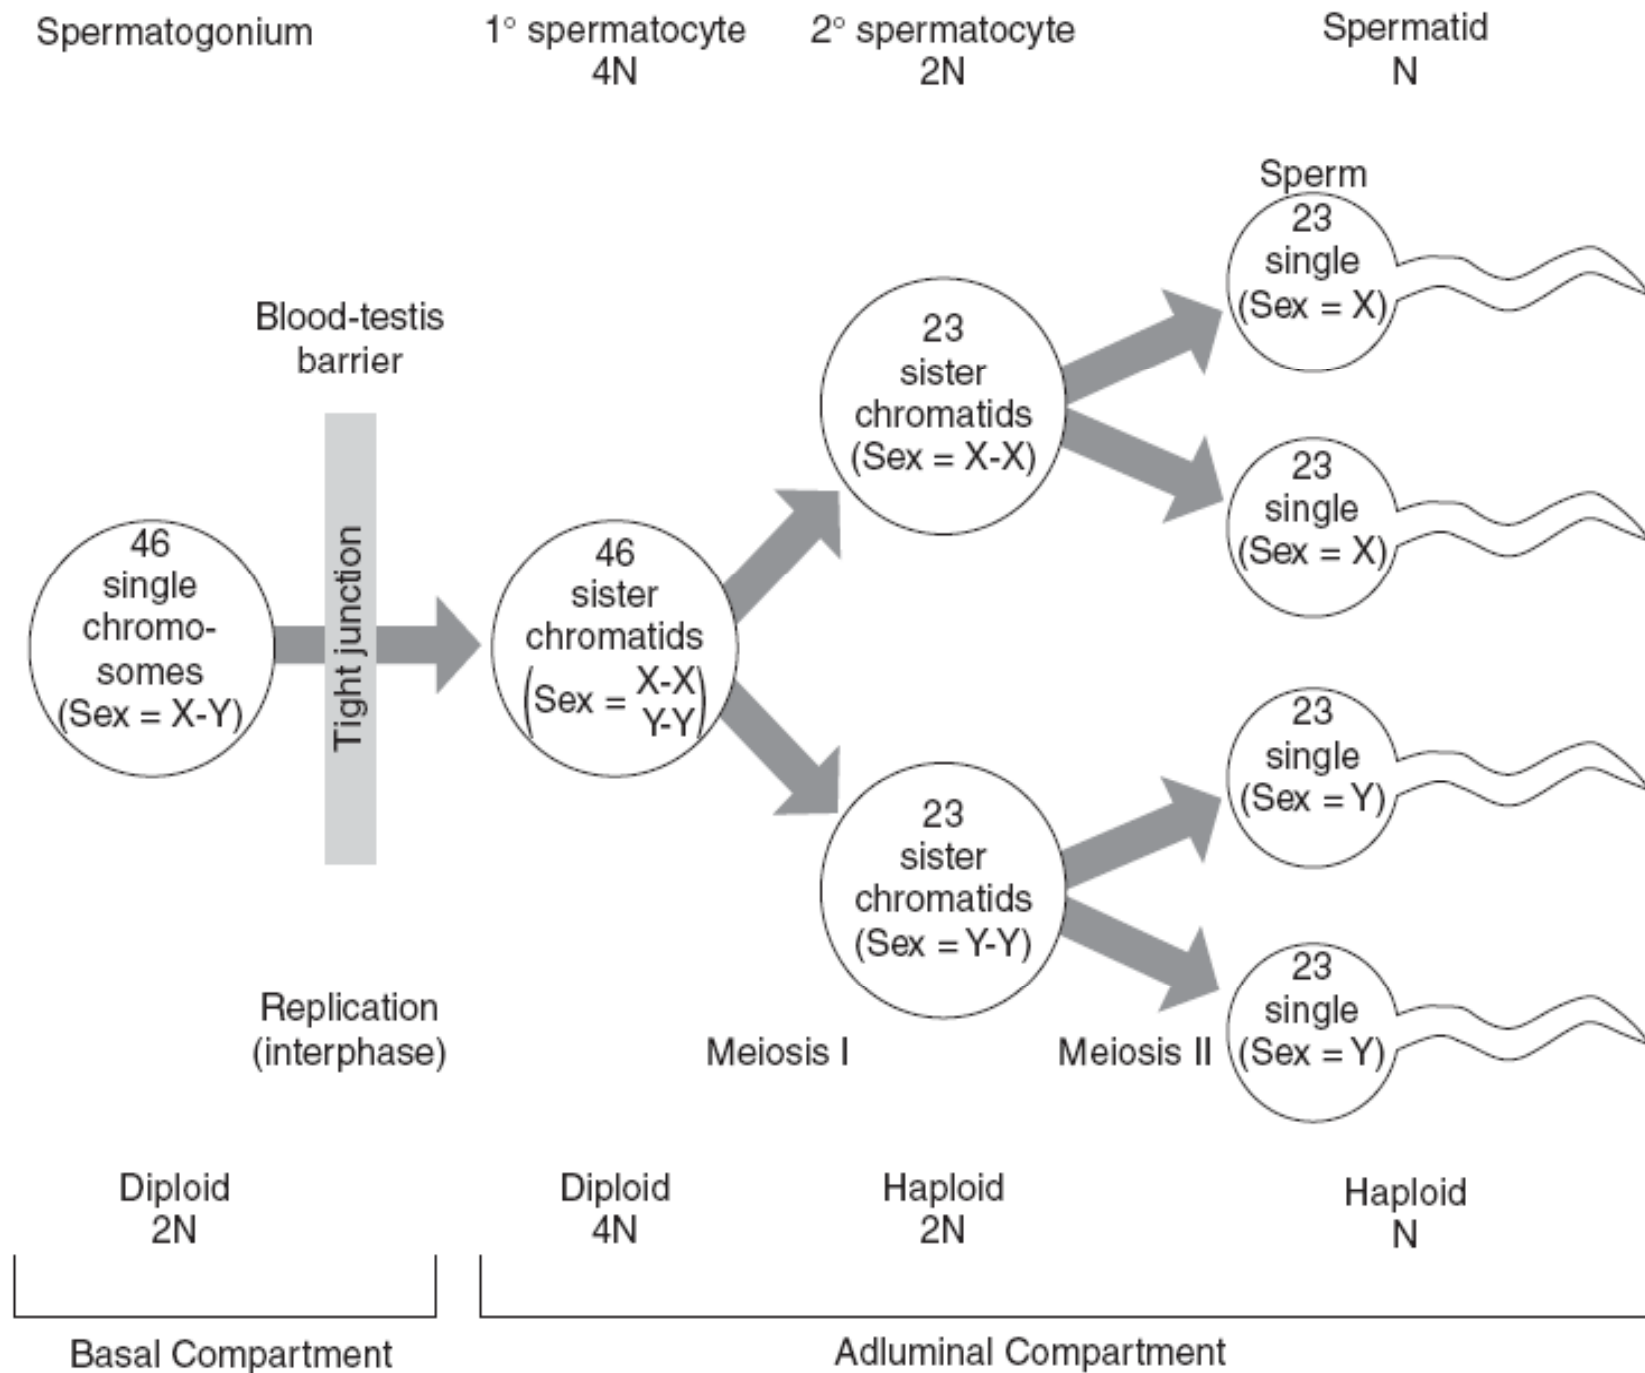 Spermatogonium
1° spermatocyte
4N
2° spermatocyte
2N
Spermatid
N
Blood-testis
barrier
Tight junction
46
single
chromo-
somes
(Sex = X-Y)
46
sister
chromatids
(Sex = X-X
Y-Y)
23
sister
chromatids
(Sex = X-X)
23
sister
chromatids
(Sex = Y-Y)
Sperm
23
single
(Sex = X)
23
single
(Sex = X)
23
single
(Sex = Y)
23
single
(Sex = Y)
Replication
(interphase)
Meiosis I
Meiosis II
Diploid
2N
Diploid
4N
Haploid
2N
Haploid
N
Basal Compartment
Adluminal Compartment